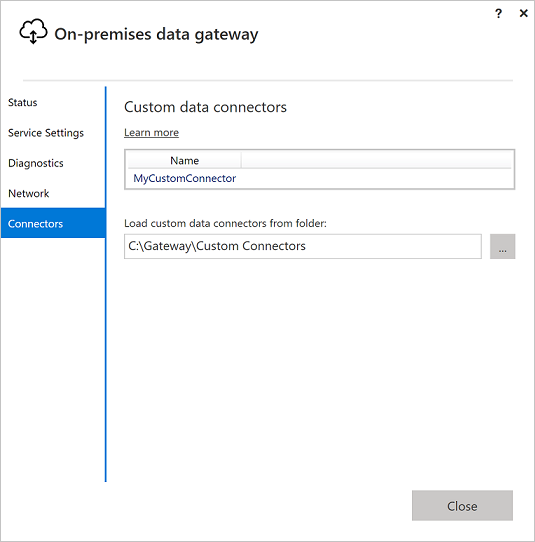 ? ×
On-premises data gateway
Status
Service Settings
Diagnostics
Network
Connectors
Custom data connectors
Learn more
Name
MyCustomConnector
Load custom data connectors from folder:
C:\Gateway\Custom Connectors
...
Close